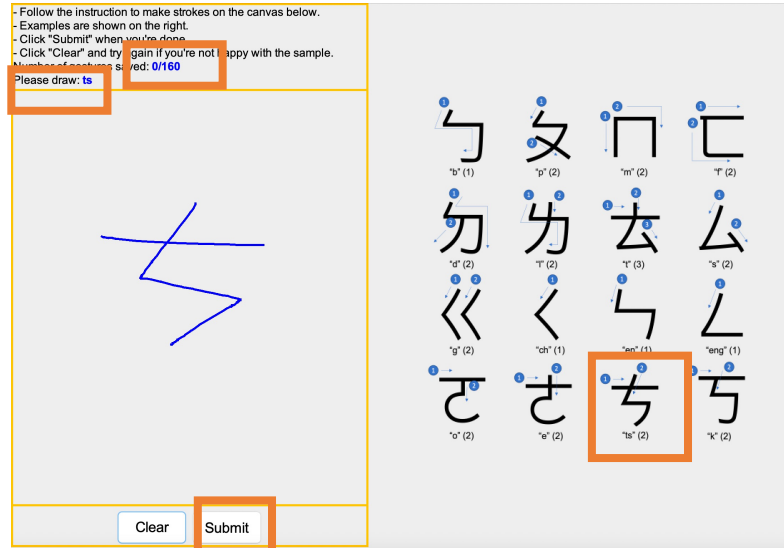 - Follow the instruction to make strokes on the canvas below.
- Examples are shown on the right.
- Click "Submit" when you're done
- Click "Clear" and try again if you're not happy with the sample.
Number of gestures saved: 0/160
Please draw: ts
ㄘ
Clear
Submit
ㄅ ㄆ ㄇ ㄈ
"b" (1) "p" (2) "m" (2) "f" (2)
ㄉ ㄌ ㄊ ㄙ
"d" (2) "l" (2) "t" (3) "s" (2)
ㄍ ㄑ ㄣ ㄥ
"g" (2) "ch" (1) "en" (1) "eng" (1)
ㄛ ㄜ ㄘ ㄎ
"o" (2) "e" (2) "ts" (2) "k" (2)